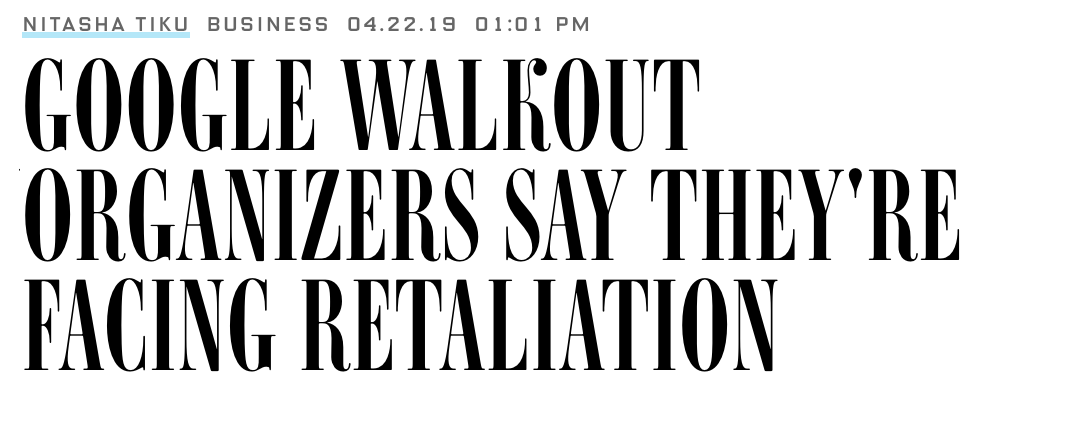 NITASHA TIKU BUSINESS 04.22.19 01:01 PM
GOOGLE WALKOUT
ORGANIZERS SAY THEY'RE
FACING RETALIATION